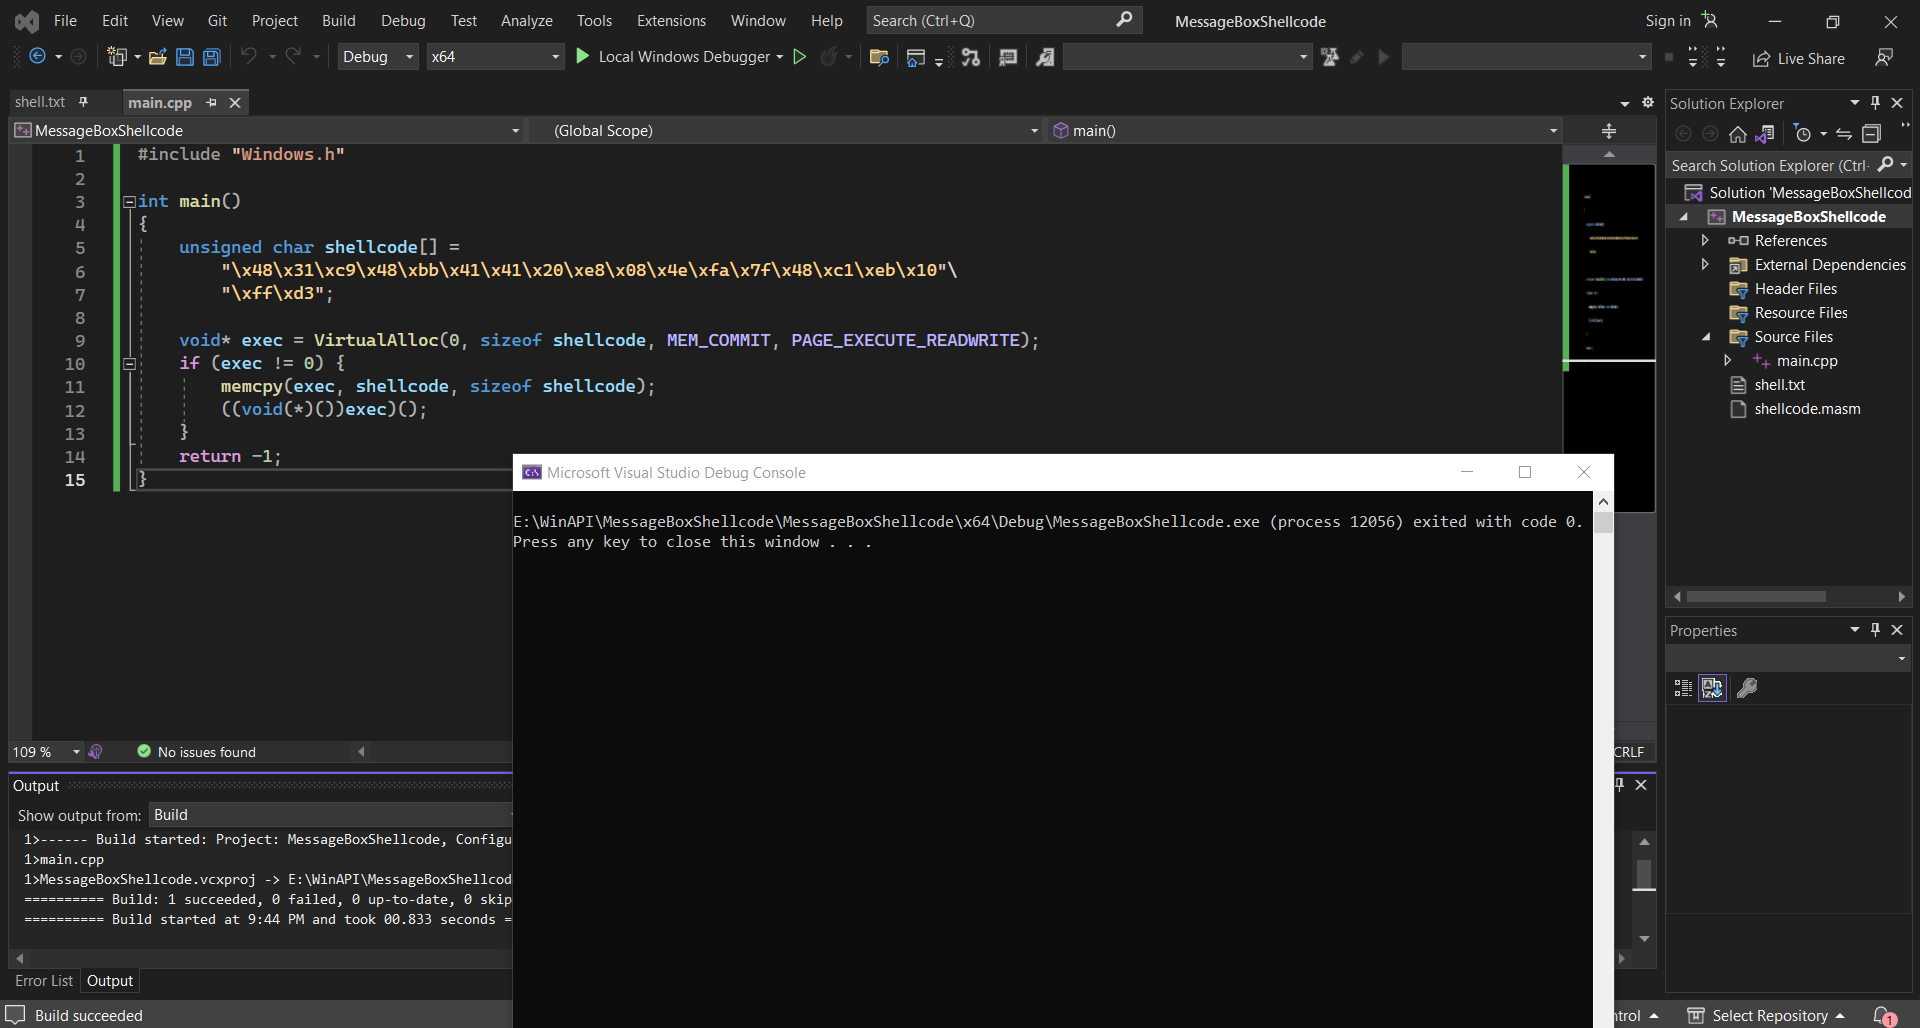 File Edit View Git Project Build Debug Test Analyze Tools Extensions Window Help Search (Ctrl+Q) MessageBoxShellcode Sign in
Debug x64 Local Windows Debugger Live Share
shell.txt main.cpp
MessageBoxShellcode (Global Scope) main()
1 #include "Windows.h"
2
3 int main()
4 {
5 unsigned char shellcode[] =
6 "\x48\x31\xc9\x48\xbb\x41\x41\x20\xe8\x08\x4e\xfa\x7f\x48\xc1\xeb\x10"\
7 "\xff\xd3";
8
9 void* exec = VirtualAlloc(0, sizeof shellcode, MEM_COMMIT, PAGE_EXECUTE_READWRITE);
10 if (exec != 0) {
11 memcpy(exec, shellcode, sizeof shellcode);
12 ((void(*)())exec)();
13 }
14 return -1;
15 }
109 % No issues found CRLF
Microsoft Visual Studio Debug Console
E:\WinAPI\MessageBoxShellcode\MessageBoxShellcode\x64\Debug\MessageBoxShellcode.exe (process 12056) exited with code 0.
Press any key to close this window . . .
Output
Show output from: Build
1>------ Build started: Project: MessageBoxShellcode, Configu
1>main.cpp
1>MessageBoxShellcode.vcxproj -> E:\WinAPI\MessageBoxShellcod
========== Build: 1 succeeded, 0 failed, 0 up-to-date, 0 skip
========== Build started at 9:44 PM and took 00.833 seconds =
Error List Output
Build succeeded
Solution Explorer
Search Solution Explorer (Ctrl-
Solution 'MessageBoxShellcod
MessageBoxShellcode
References
External Dependencies
Header Files
Resource Files
Source Files
main.cpp
shell.txt
shellcode.masm
Properties
ntrol Select Repository 1